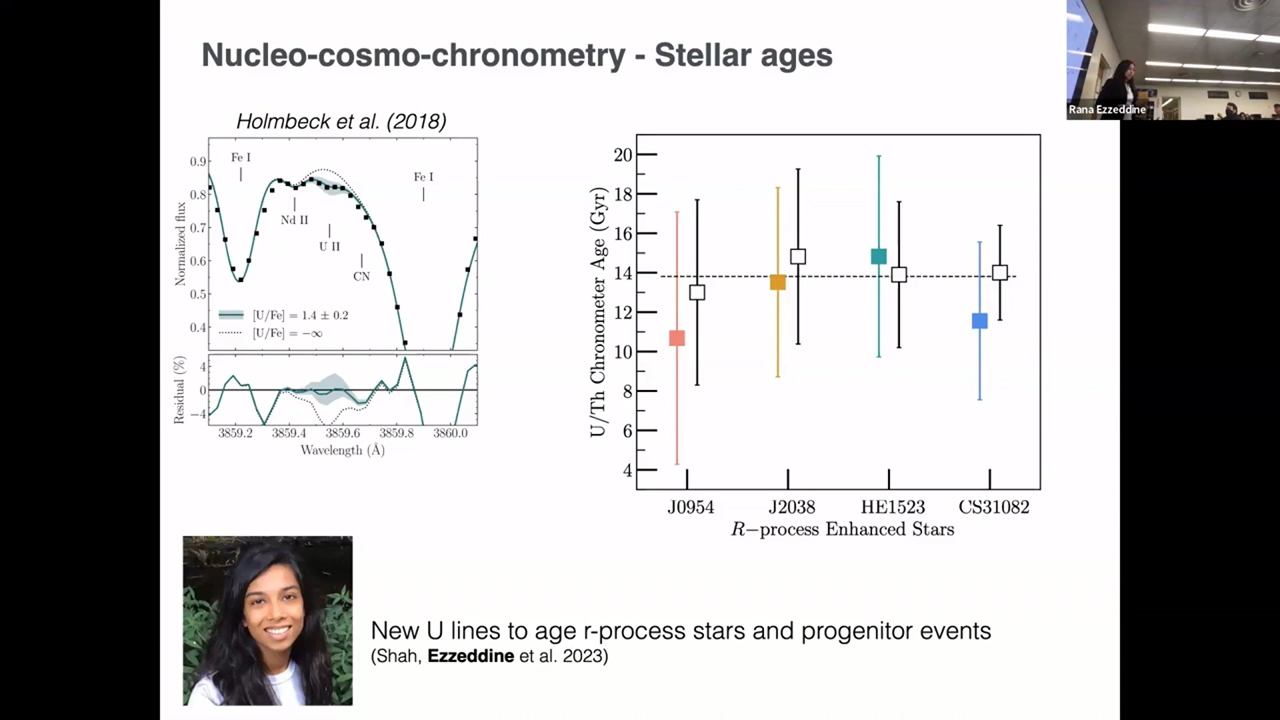 Nucleo-cosmo-chronometry - Stellar ages
Rana Ezzeddine
Holmbeck et al. (2018)
Fe I
Fe I
Nd II
U II
CN
[U/Fe] = 1.4 ± 0.2
[U/Fe] = −∞
Normalized flux
0.9
0.8
0.7
0.6
0.5
0.4
Residual (%)
4
0
−4
3859.2 3859.4 3859.6 3859.8 3860.0
Wavelength (Å)
U/Th Chronometer Age (Gyr)
20
18
16
14
12
10
8
6
4
J0954 J2038 HE1523 CS31082
R−process Enhanced Stars
New U lines to age r-process stars and progenitor events
(Shah, Ezzeddine et al. 2023)